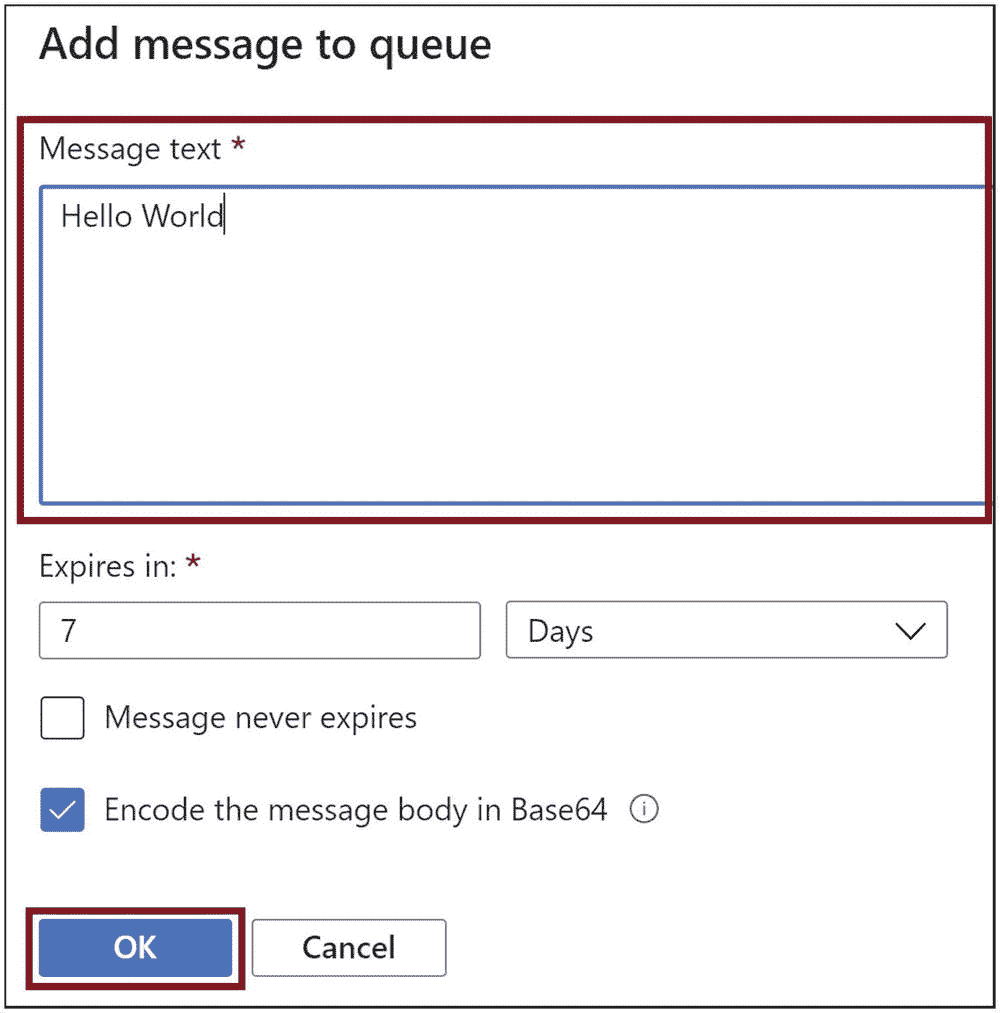 Add message to queue
Message text *
Hello World
Expires in: *
7 Days
Message never expires
Encode the message body in Base64
OK Cancel